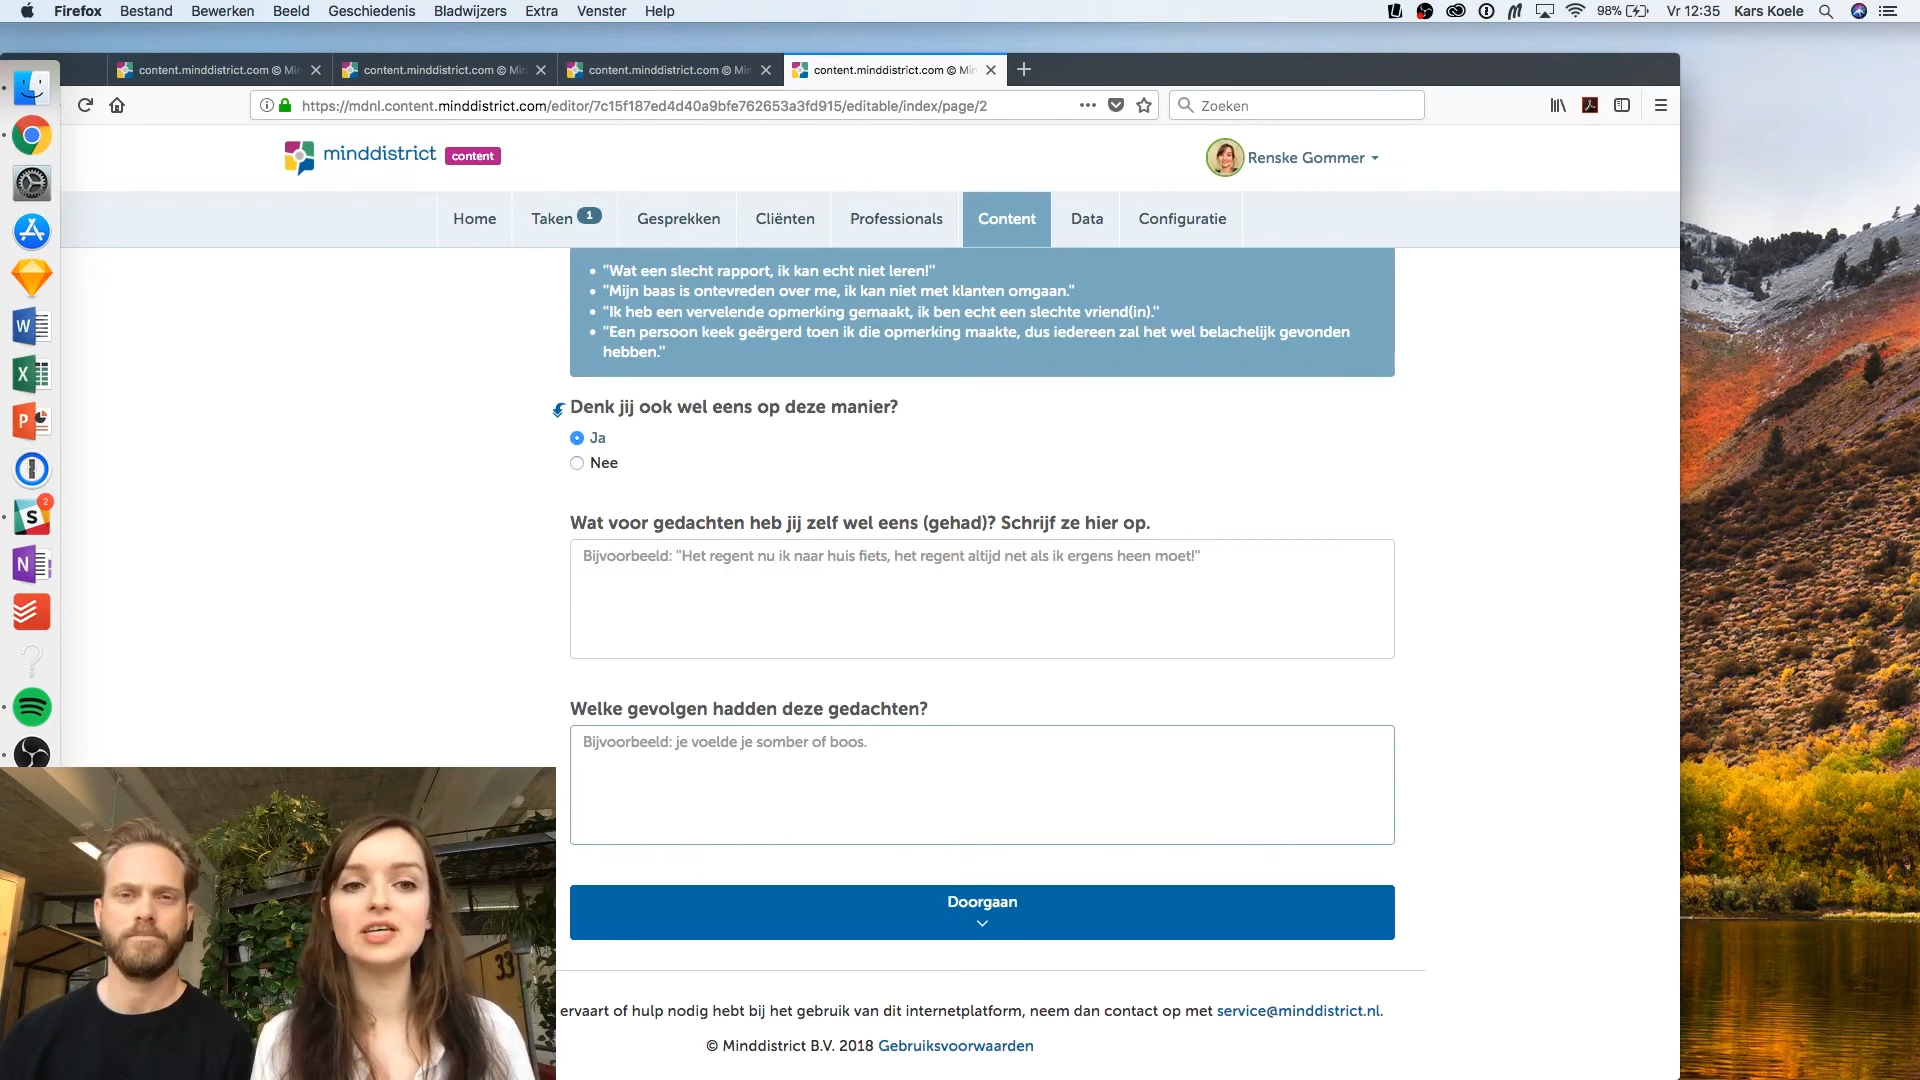 Firefox Bestand Bewerken Beeld Geschiedenis Bladwijzers Extra Venster Help 98% Vr 12:35 Kars Koele
content.minddistrict.com © Min content.minddistrict.com © Min content.minddistrict.com © Min content.minddistrict.com © Min
https://mdnl.content.minddistrict.com/editor/7c15f187ed4d40a9bfe762653a3fd915/editable/index/page/2 Zoeken
minddistrict content Renske Gommer
Home Taken 1 Gesprekken Cliënten Professionals Content Data Configuratie
• "Wat een slecht rapport, ik kan echt niet leren!"
• "Mijn baas is ontevreden over me, ik kan niet met klanten omgaan."
• "Ik heb een vervelende opmerking gemaakt, ik ben echt een slechte vriend(in)."
• "Een persoon keek geërgerd toen ik die opmerking maakte, dus iedereen zal het wel belachelijk gevonden
hebben."
Denk jij ook wel eens op deze manier?
Ja
Nee
Wat voor gedachten heb jij zelf wel eens (gehad)? Schrijf ze hier op.
Bijvoorbeeld: "Het regent nu ik naar huis fiets, het regent altijd net als ik ergens heen moet!"
Welke gevolgen hadden deze gedachten?
Bijvoorbeeld: je voelde je somber of boos.
Doorgaan
ervaart of hulp nodig hebt bij het gebruik van dit internetplatform, neem dan contact op met service@minddistrict.nl.
© Minddistrict B.V. 2018 Gebruiksvoorwaarden
W
X
P
2
S
N
?
33